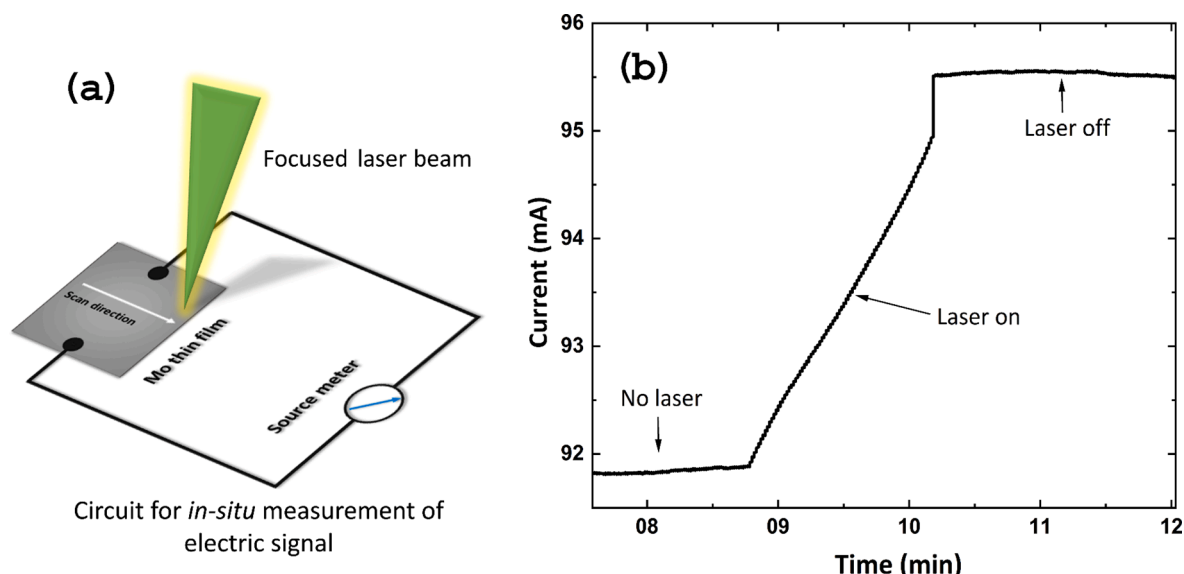 (a)
Focused laser beam
Scan direction
Mo thin film
Source meter
Circuit for in-situ measurement of
electric signal
(b)
96
95
94
93
92
Current (mA)
Laser off
Laser on
No laser
08 09 10 11 12
Time (min)